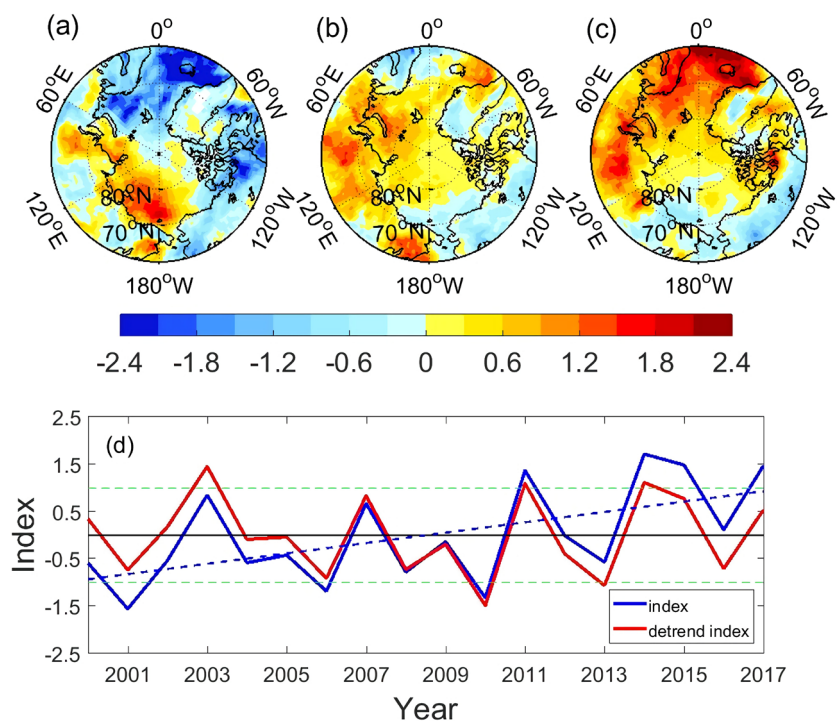 (a) (b) (c)
0° 0° 0°
60°E 60°W 60°E 60°W 60°E 60°W
80°N 80°N 80°N
120°E 120°W 120°E 120°W 120°E 120°W
70°N 70°N 70°N
180°W 180°W 180°W
-2.4 -1.8 -1.2 -0.6 0 0.6 1.2 1.8 2.4
2.5
(d)
1.5
0.5
Index
-0.5
-1.5
index
detrend index
-2.5
2001 2003 2005 2007 2009 2011 2013 2015 2017
Year